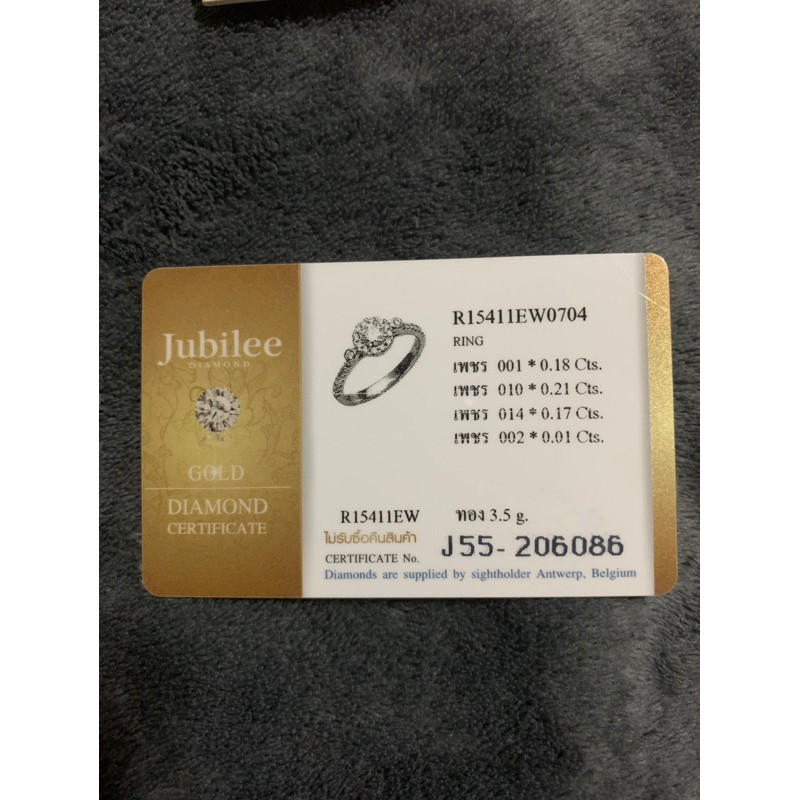 Jubilee
DIAMOND
GOLD
DIAMOND
CERTIFICATE
R15411EW0704
RING
เพชร 001 * 0.18 Cts.
เพชร 010 * 0.21 Cts.
เพชร 014 * 0.17 Cts.
เพชร 002 * 0.01 Cts.
R15411EW ทอง 3.5 g.
ไม่รับซื้อคืนสินค้า
CERTIFICATE No. J55-206086
Diamonds are supplied by sightholder Antwerp, Belgium